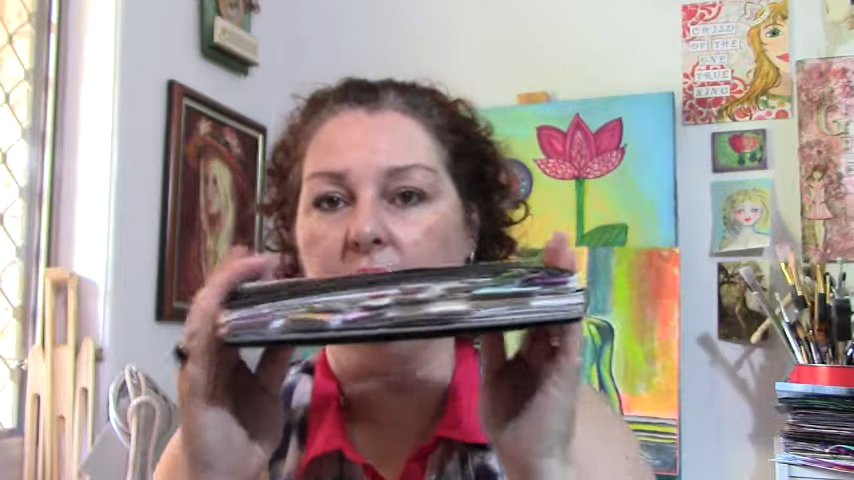 CHILD
OF THE
ONE
TRUE
KING